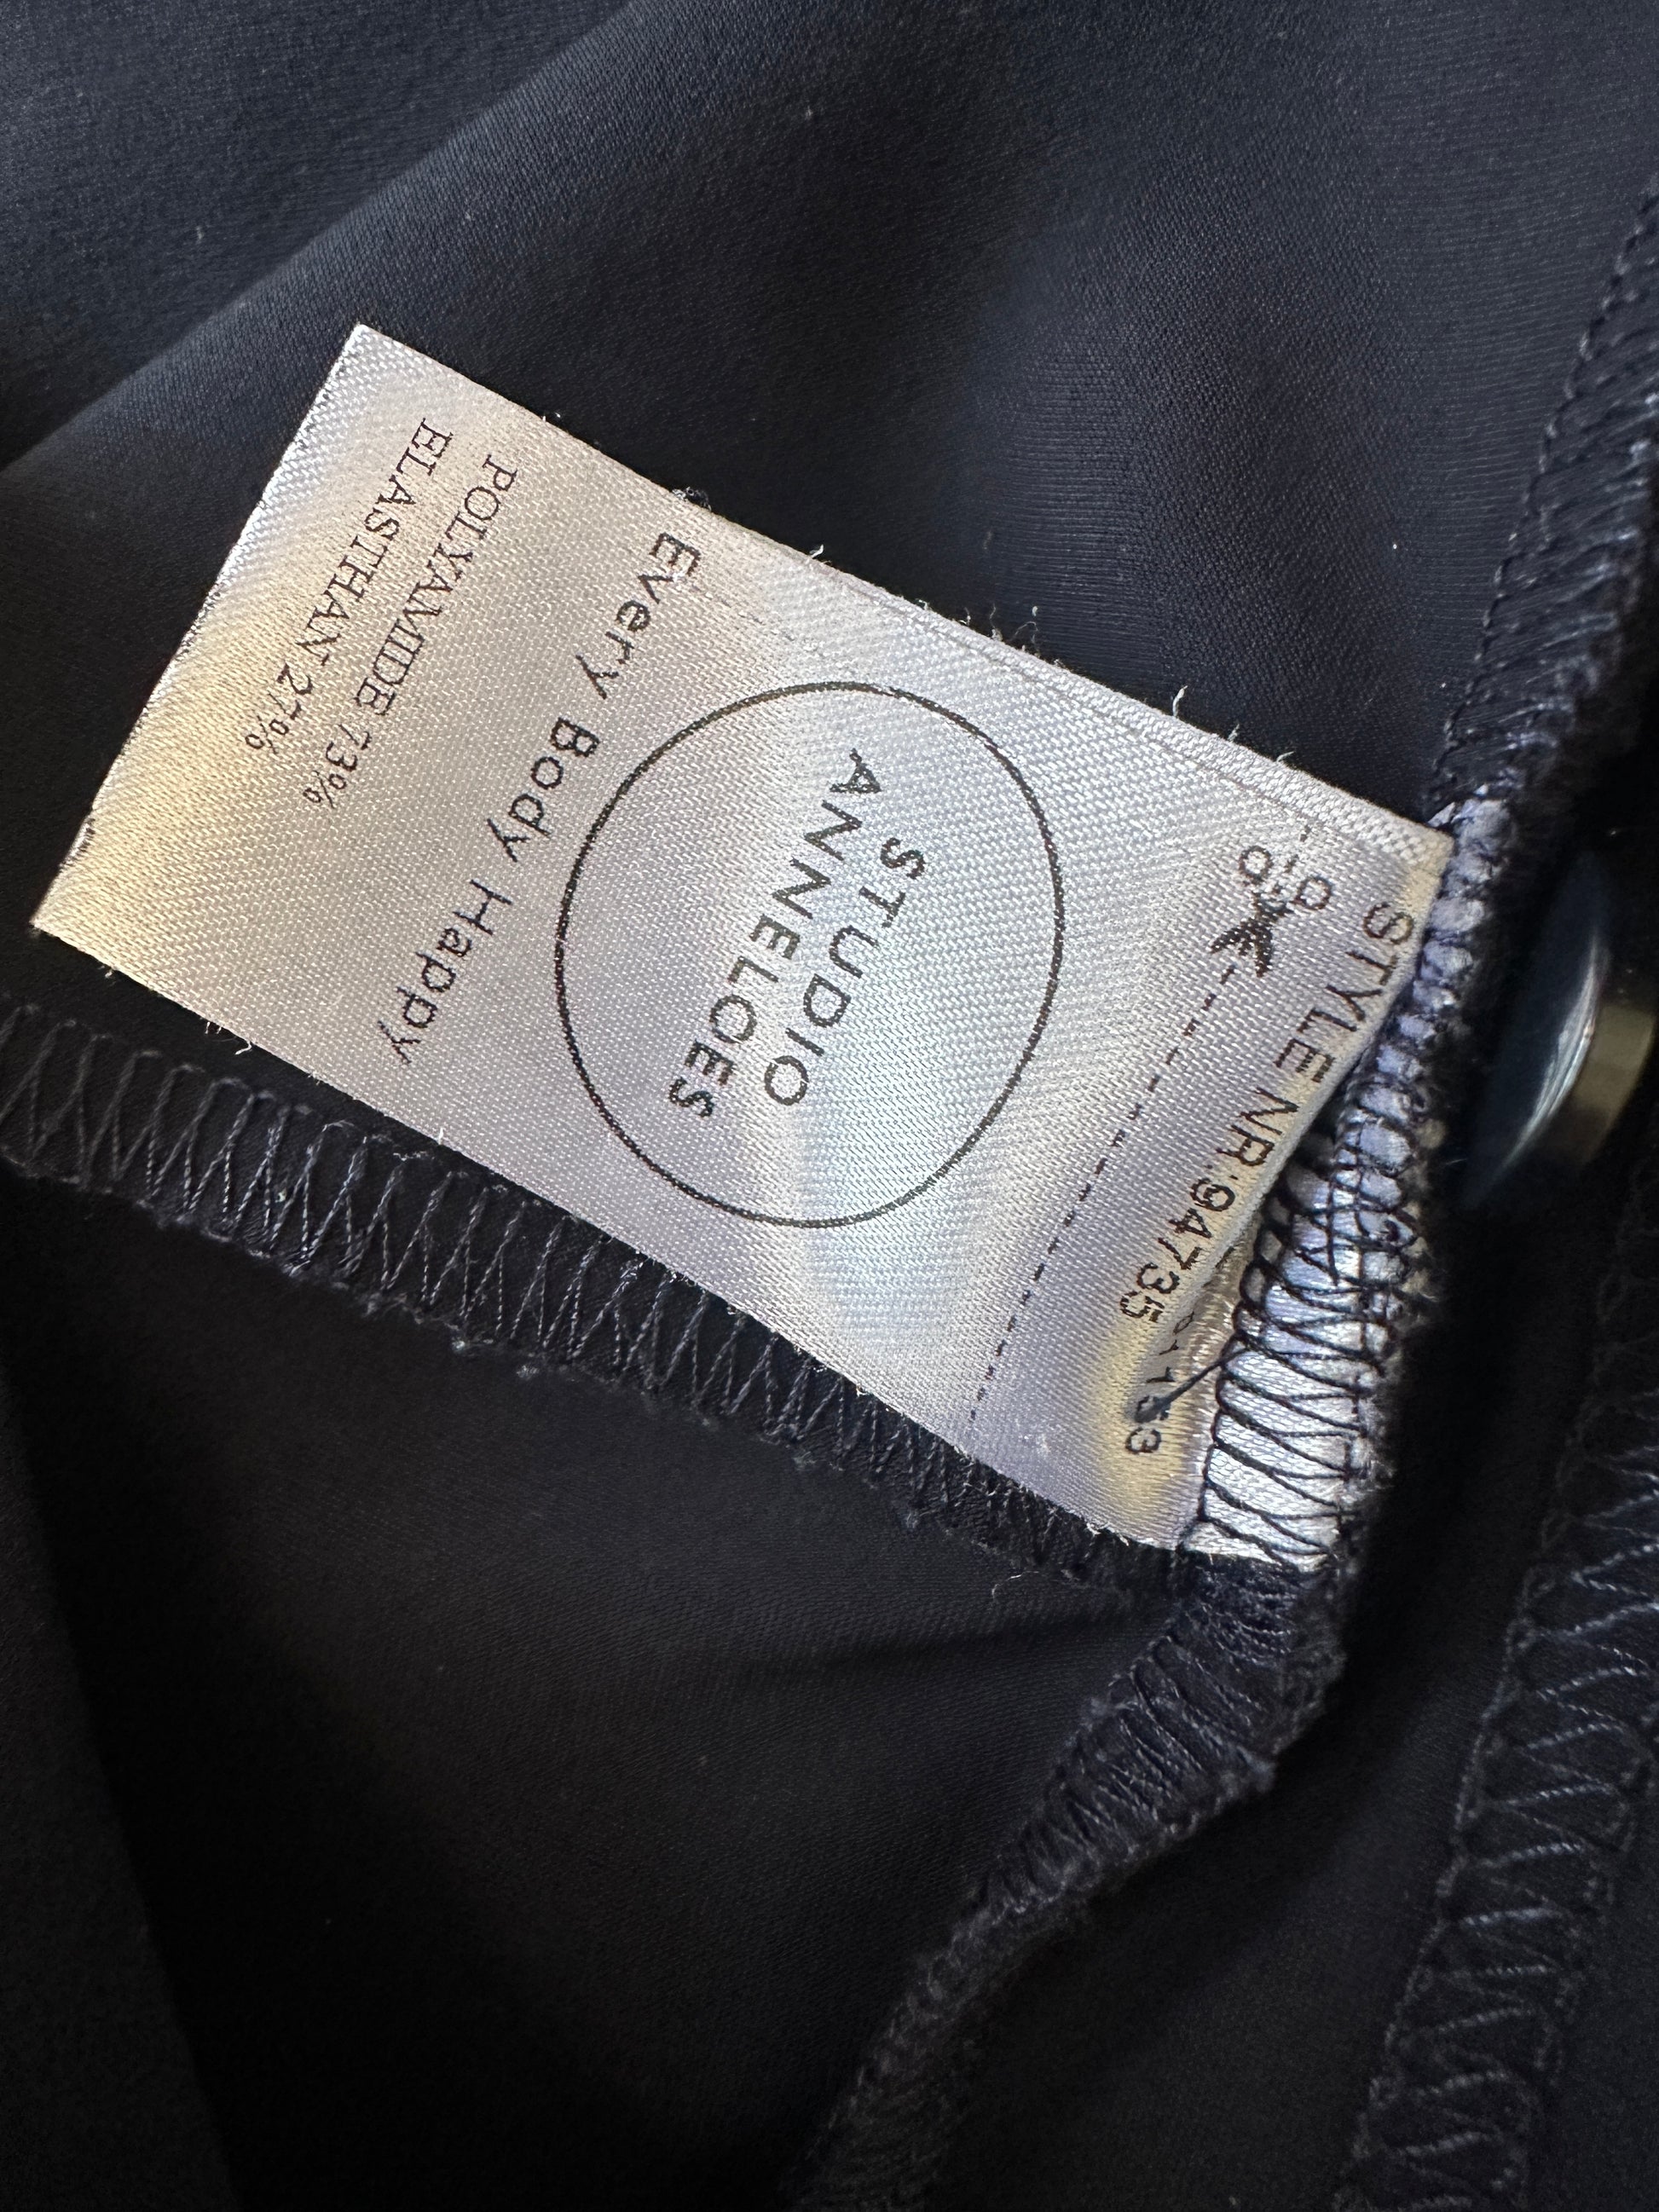 STYLE NR:94735
STUDIO
ANNELOES
Every Body Happy
POLYAMIDE 73%
ELASTHAN 27%